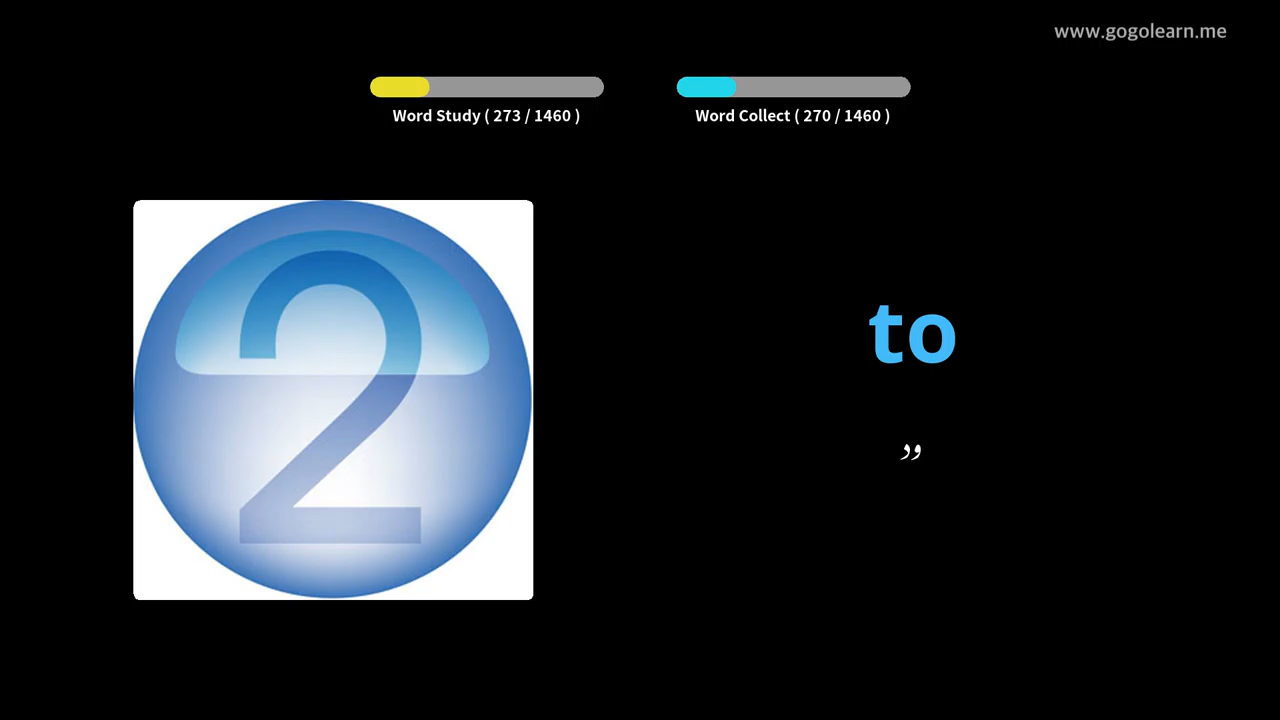 www.gogolearn.me
Word Study ( 273 / 1460 )
Word Collect ( 270 / 1460 )
2
to
”